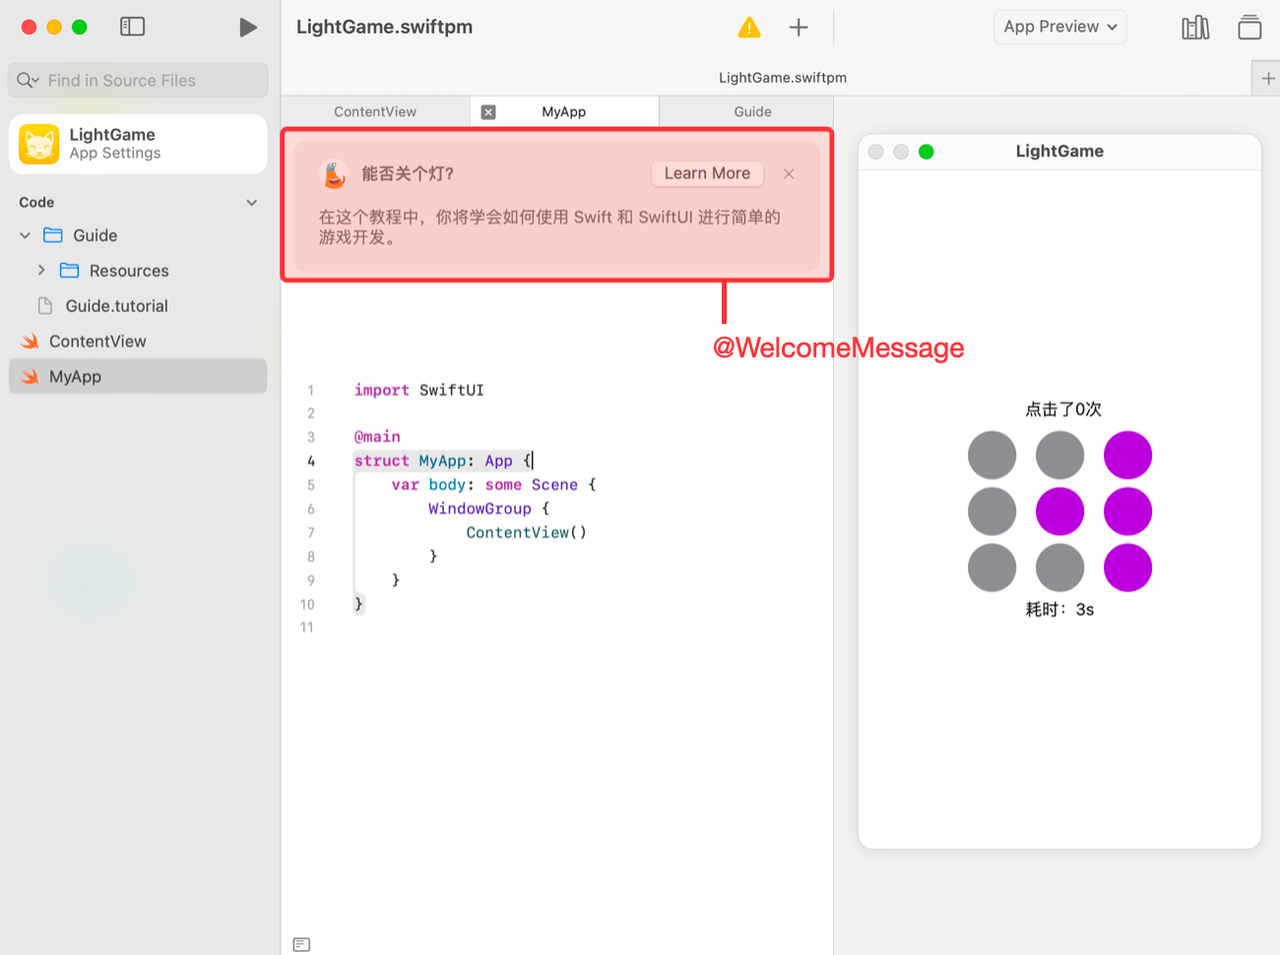 LightGame.swiftpm
App Preview
Find in Source Files
LightGame.swiftpm
LightGame
App Settings
ContentView
MyApp
Guide
Code
Guide
Resources
Guide.tutorial
ContentView
MyApp
能否关个灯?
Learn More
在这个教程中，你将学会如何使用 Swift 和 SwiftUI 进行简单的
游戏开发。
@WelcomeMessage
1 import SwiftUI
2
3 @main
4 struct MyApp: App {
5 var body: some Scene {
6 WindowGroup {
7 ContentView()
8 }
9 }
10 }
11
LightGame
点击了0次
耗时：3s